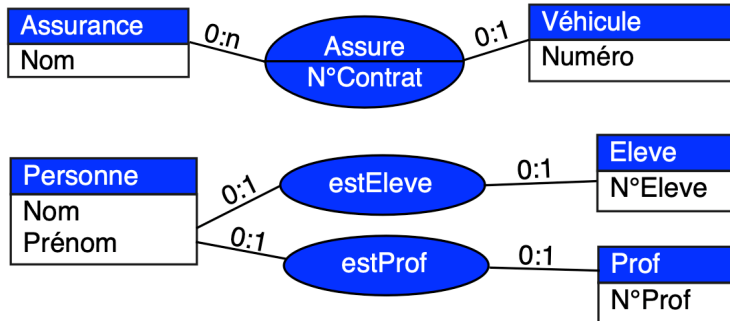 Assurance
Nom
0:n
Assure
N°Contrat
0:1
Véhicule
Numéro
Personne
Nom
Prénom
0:1
estEleve
0:1
Eleve
N°Eleve
0:1
estProf
0:1
Prof
N°Prof